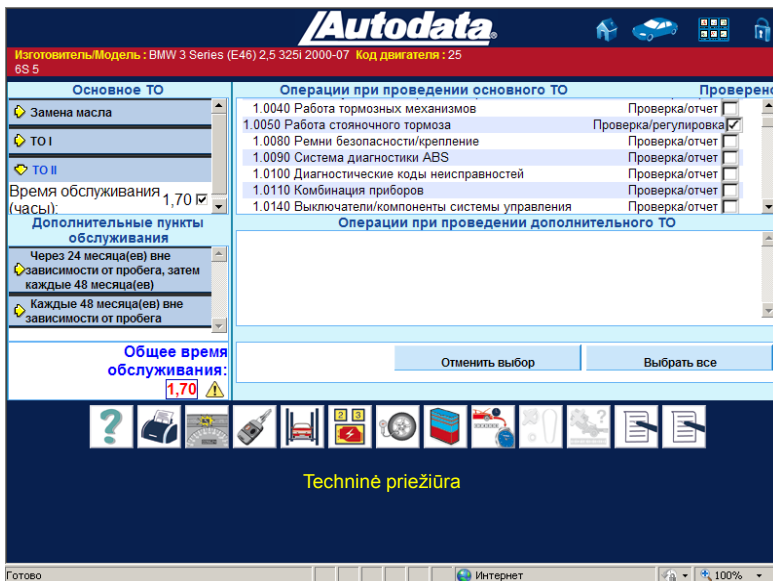 Autodata.
Изготовитель/Модель : BMW 3 Series (E46) 2,5 325i 2000-07 Код двигателя : 25
6S 5
Основное ТО
Операции при проведении основного ТО
Проверено
Замена масла
ТО I
ТО II
Время обслуживания
(часы):
1,70
1.0040 Работа тормозных механизмов Проверка/отчет
1.0050 Работа стояночного тормоза Проверка/регулировка
1.0080 Ремни безопасности/крепление Проверка/отчет
1.0090 Система диагностики ABS Проверка/отчет
1.0100 Диагностические коды неисправностей Проверка/отчет
1.0110 Комбинация приборов Проверка/отчет
1.0140 Выключатели/компоненты системы управления Проверка/отчет
Дополнительные пункты
обслуживания
Операции при проведении дополнительного ТО
Через 24 месяца(ев) вне
зависимости от пробега, затем
каждые 48 месяца(ев)
Каждые 48 месяца(ев) вне
зависимости от пробега
Общее время
обслуживания:
1,70
Отменить выбор
Выбрать все
2 3
Techninė priežiūra
Готово
Интернет
100%